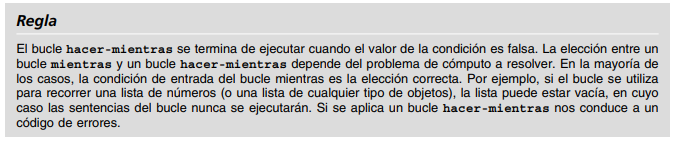 Regla
El bucle hacer-mientras se termina de ejecutar cuando el valor de la condición es falsa. La elección entre un
bucle mientras y un bucle hacer-mientras depende del problema de cómputo a resolver. En la mayoría de
los casos, la condición de entrada del bucle mientras es la elección correcta. Por ejemplo, si el bucle se utiliza
para recorrer una lista de números (o una lista de cualquier tipo de objetos), la lista puede estar vacía, en cuyo
caso las sentencias del bucle nunca se ejecutarán. Si se aplica un bucle hacer-mientras nos conduce a un
código de errores.